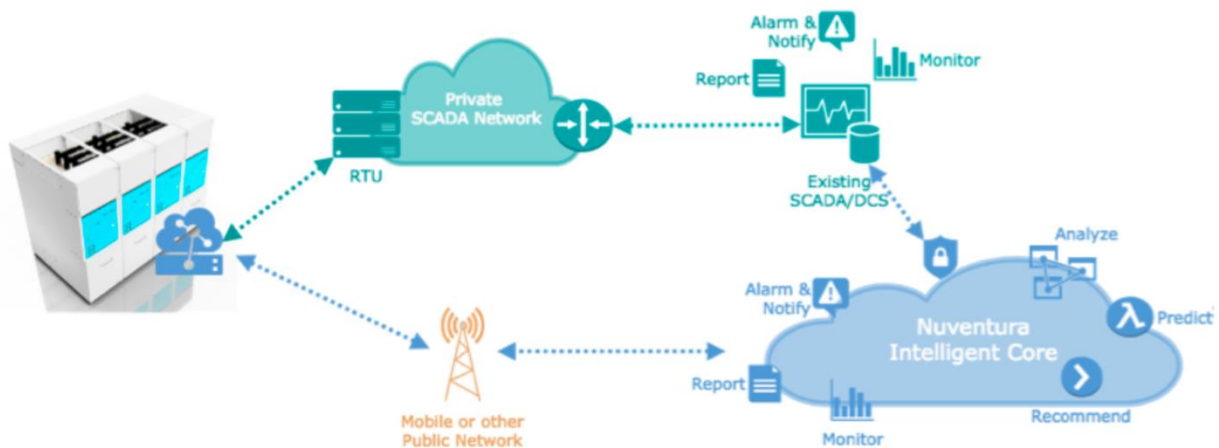 Alarm &
Notify
Monitor
Report
Private
SCADA Network
RTU
Existing
SCADA/DCS
Analyze
Alarm &
Notify
Predict
Nuventura
Intelligent Core
Report
Recommend
Monitor
Mobile or other
Public Network